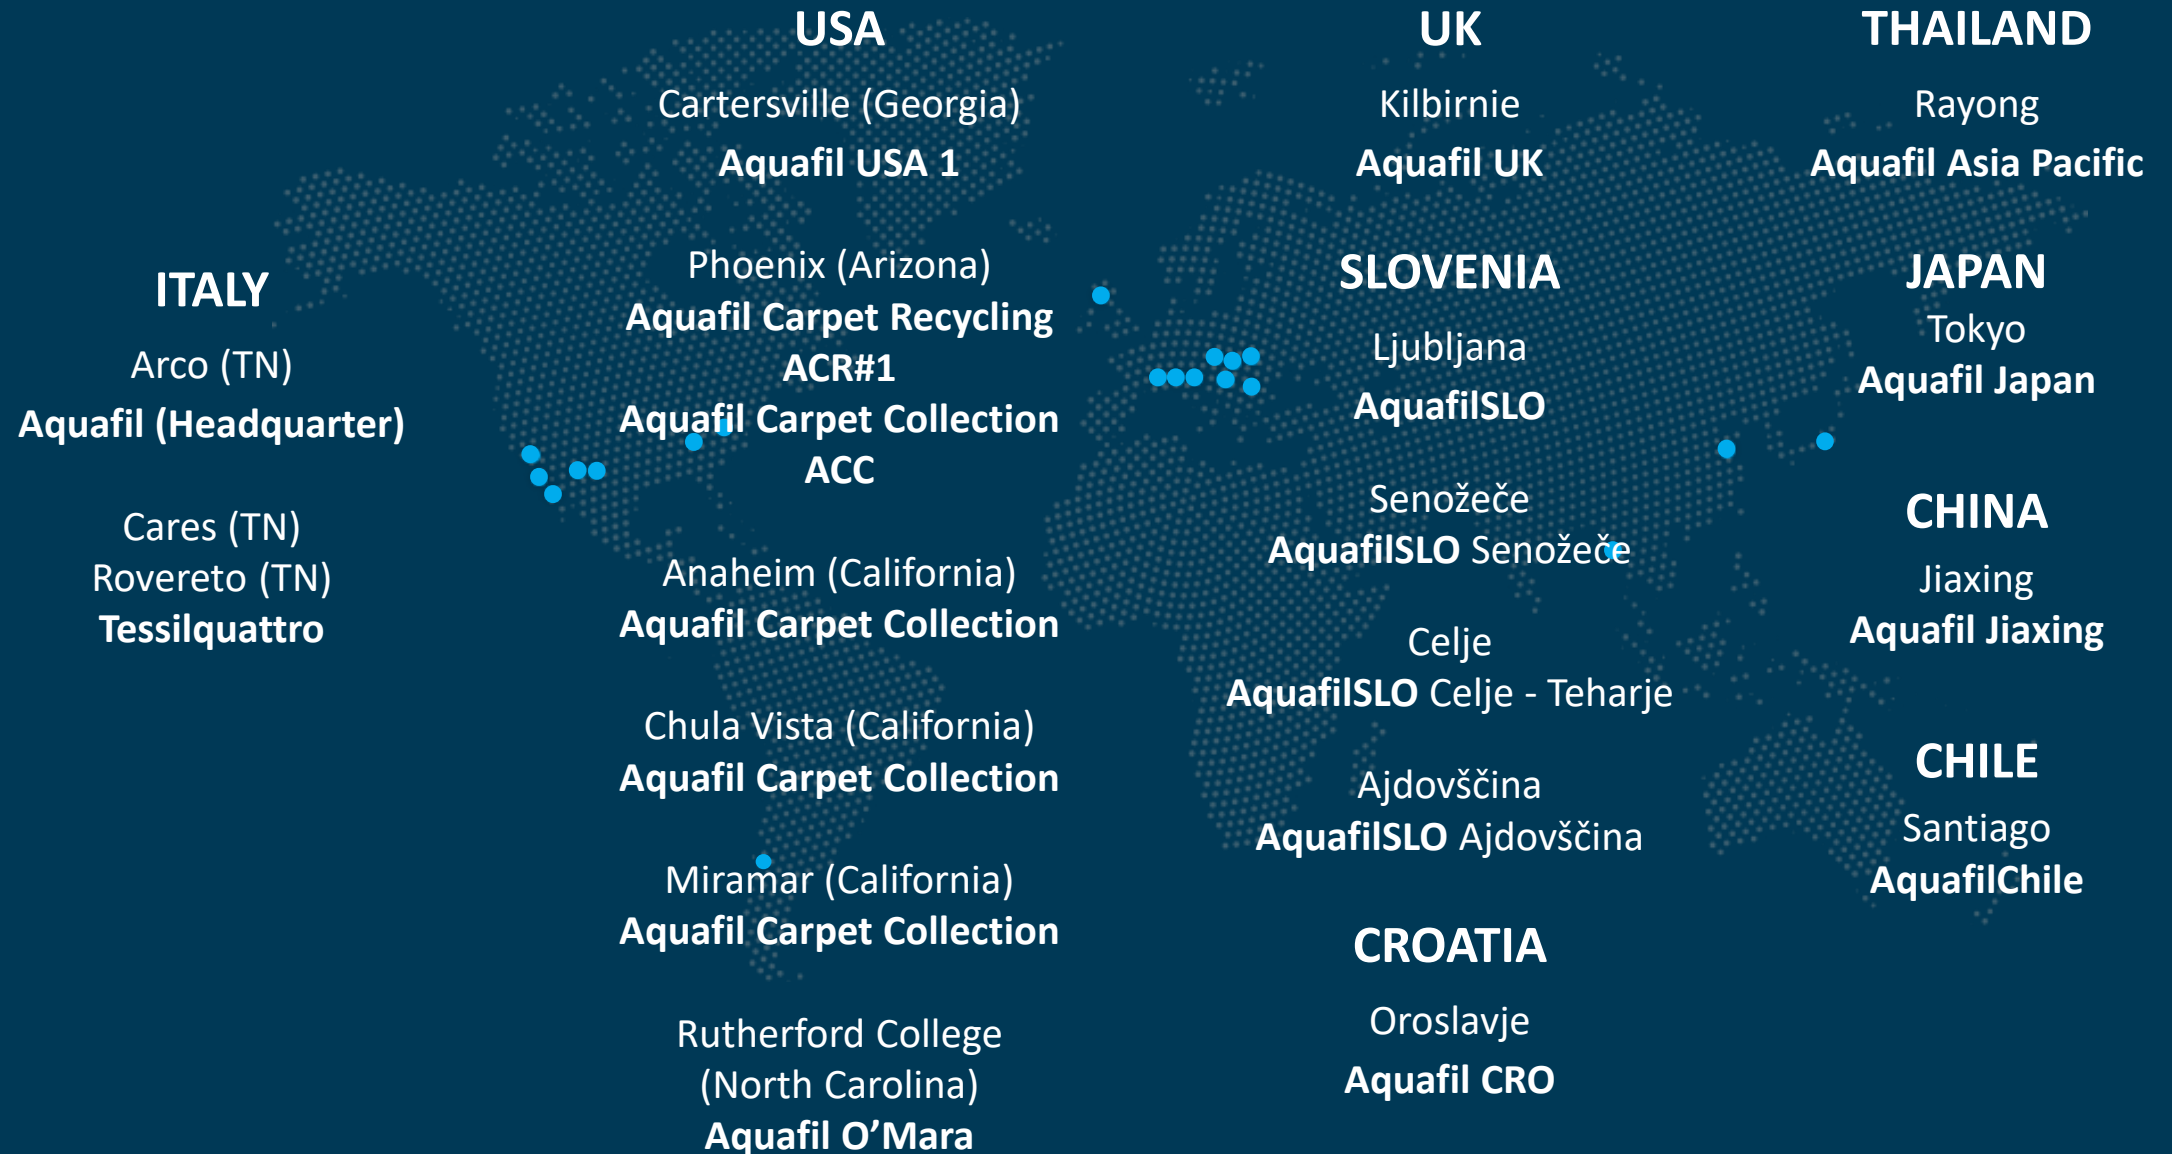 ITALY
Arco (TN)
Aquafil (Headquarter)
Cares (TN)
Rovereto (TN)
Tessilquattro
USA
Cartersville (Georgia)
Aquafil USA 1
Phoenix (Arizona)
Aquafil Carpet Recycling
ACR#1
Aquafil Carpet Collection
ACC
Anaheim (California)
Aquafil Carpet Collection
Chula Vista (California)
Aquafil Carpet Collection
Miramar (California)
Aquafil Carpet Collection
Rutherford College
(North Carolina)
Aquafil O’Mara
UK
Kilbirnie
Aquafil UK
SLOVENIA
Ljubljana
AquafilSLO
Senožeče
AquafilSLO Senožeče
Celje
AquafilSLO Celje - Teharje
Ajdovščina
AquafilSLO Ajdovščina
CROATIA
Oroslavje
Aquafil CRO
THAILAND
Rayong
Aquafil Asia Pacific
JAPAN
Tokyo
Aquafil Japan
CHINA
Jiaxing
Aquafil Jiaxing
CHILE
Santiago
AquafilChile